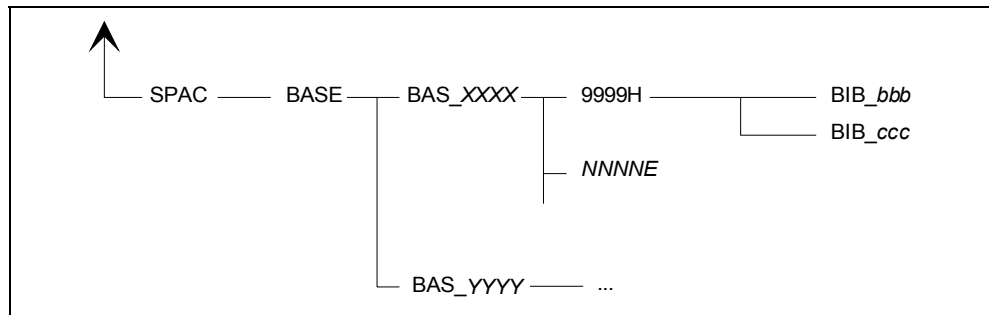 SPAC BASE BAS_XXXX 9999H BIB_bbb
BIB_ccc
NNNNE
BAS_YYYY ...